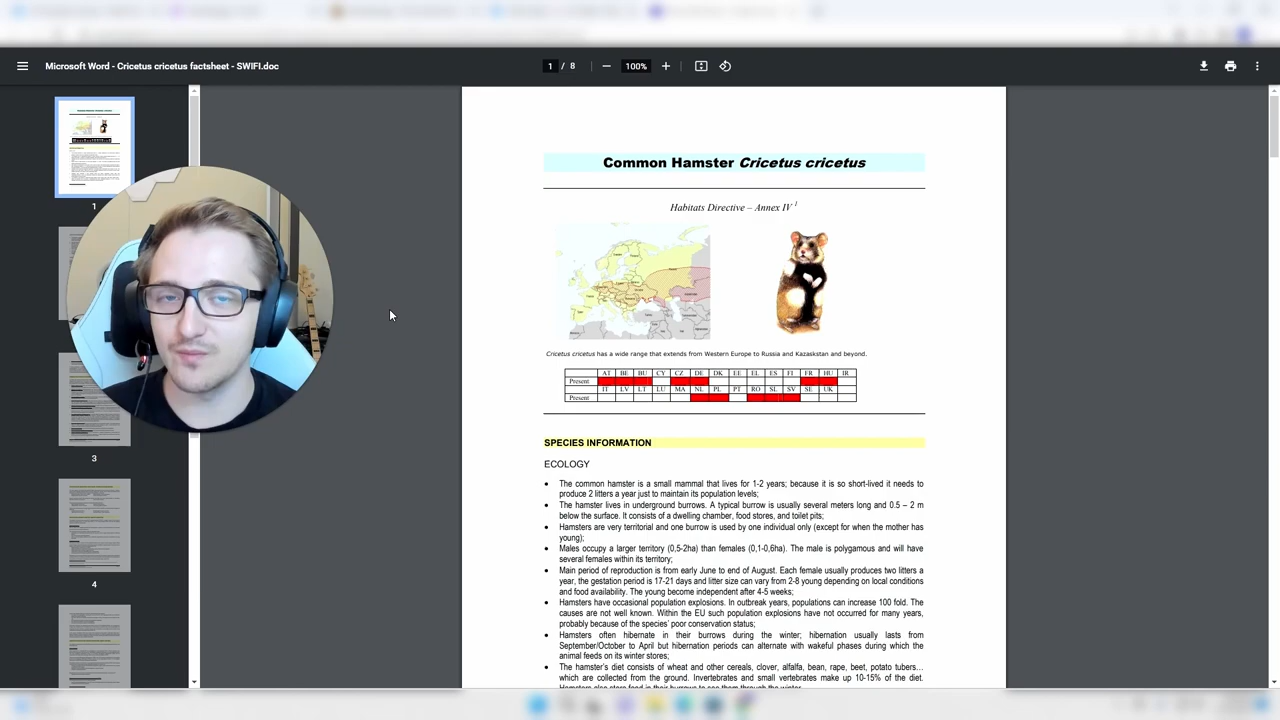 Microsoft Word - Cricetus cricetus factsheet - SWIFI.doc
1 / 8
100%
1
3
4
Common Hamster Cricetus cricetus
Habitats Directive – Annex IV 1
Cricetus cricetus has a wide range that extends from Western Europe to Russia and Kazaskstan and beyond.
AT BE BU CY CZ DE DK EE EL ES FI FR HU IR
Present
IT LV LT LU MA NL PL PT RO SL SV SE UK
Present
SPECIES INFORMATION
ECOLOGY
• The common hamster is a small mammal that lives for 1-2 years; because it is so short-lived it needs to
produce 2 litters a year just to maintain its population levels;
• The hamster lives in underground burrows. A typical burrow is usually several meters long and 0.5 – 2 m
below the surface. It consists of a dwelling chamber, food stores, and toilet pits;
• Hamsters are very territorial and one burrow is used by one individual only (except for when the mother has
young);
• Males occupy a larger territory (0,5-2ha) than females (0,1-0,6ha). The male is polygamous and will have
several females within its territory;
• Main period of reproduction is from early June to end of August. Each female usually produces two litters a
year, the gestation period is 17-21 days and litter size can vary from 2-8 young depending on local conditions
and food availability. The young become independent after 4-5 weeks;
• Hamsters have occasional population explosions. In outbreak years, populations can increase 100 fold. The
causes are not well known. Within the EU such population explosions have not occurred for many years,
probably because of the species' poor conservation status;
• Hamsters often hibernate in their burrows during the winter; hibernation usually lasts from
September/October to April but hibernation periods can alternate with wakeful phases during which the
animal feeds on its winter stores;
• The hamster's diet consists of wheat and other cereals, clover, alfalfa, bean, rape, beet, potato tubers…
which are collected from the ground. Invertebrates and small vertebrates make up 10-15% of the diet.
Hamsters also store food in their burrows to see them through the winter.